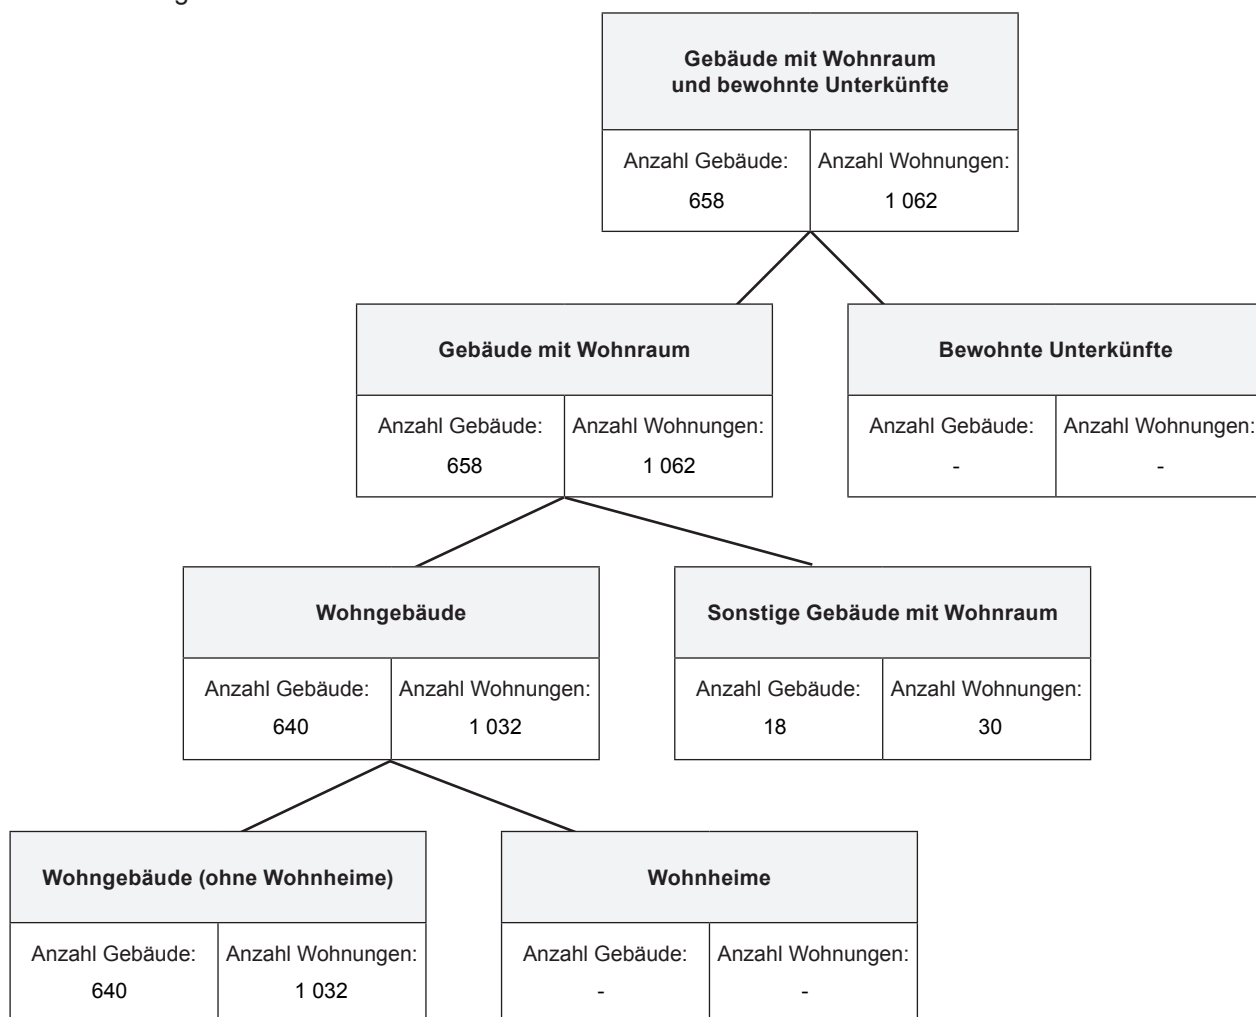 Gebäude mit Wohnraum
und bewohnte Unterkünfte
Anzahl Gebäude: Anzahl Wohnungen:
658 1 062
Gebäude mit Wohnraum
Anzahl Gebäude: Anzahl Wohnungen:
658 1 062
Bewohnte Unterkünfte
Anzahl Gebäude: Anzahl Wohnungen:
- -
Wohngebäude
Anzahl Gebäude: Anzahl Wohnungen:
640 1 032
Sonstige Gebäude mit Wohnraum
Anzahl Gebäude: Anzahl Wohnungen:
18 30
Wohngebäude (ohne Wohnheime)
Anzahl Gebäude: Anzahl Wohnungen:
640 1 032
Wohnheime
Anzahl Gebäude: Anzahl Wohnungen:
- -